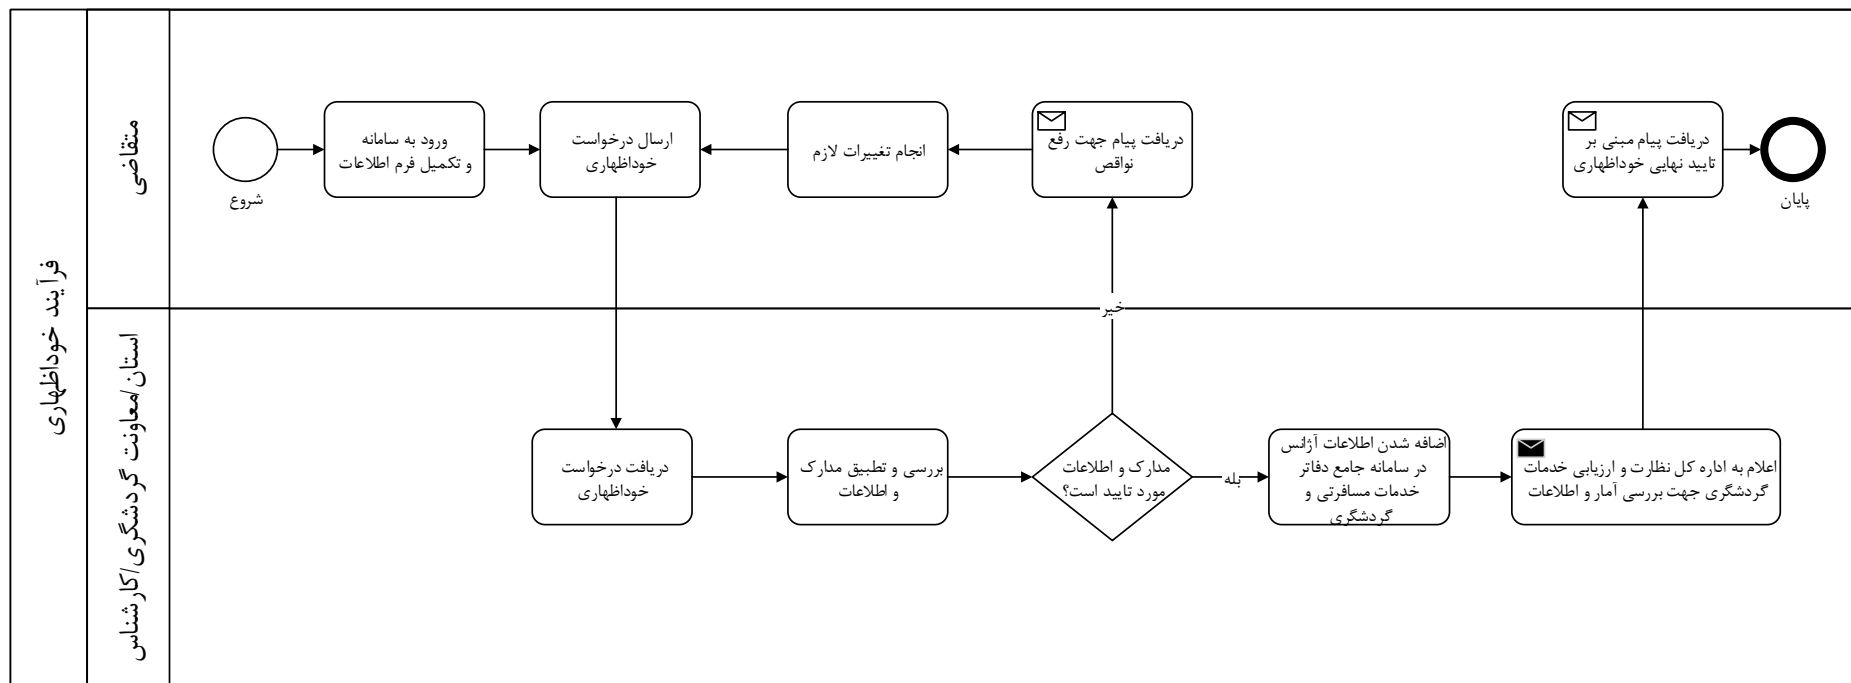 فرآیند خوداظهاری
متقاضی
شروع
ورود به سامانه
و تکمیل فرم اطلاعات
ارسال درخواست
خوداظهاری
انجام تغییرات لازم
دریافت پیام جهت رفع
نواقص
دریافت پیام مبنی بر
تایید نهایی خوداظهاری
پایان
خیر
استان/معاونت گردشگری/کارشناس
دریافت درخواست
خوداظهاری
بررسی و تطبیق مدارک
و اطلاعات
مدارک و اطلاعات
مورد تایید است؟
بله
اضافه شدن اطلاعات آژانس
در سامانه جامع دفاتر
خدمات مسافرتی و
گردشگری
اعلام به اداره کل نظارت و ارزیابی خدمات
گردشگری جهت بررسی آمار و اطلاعات